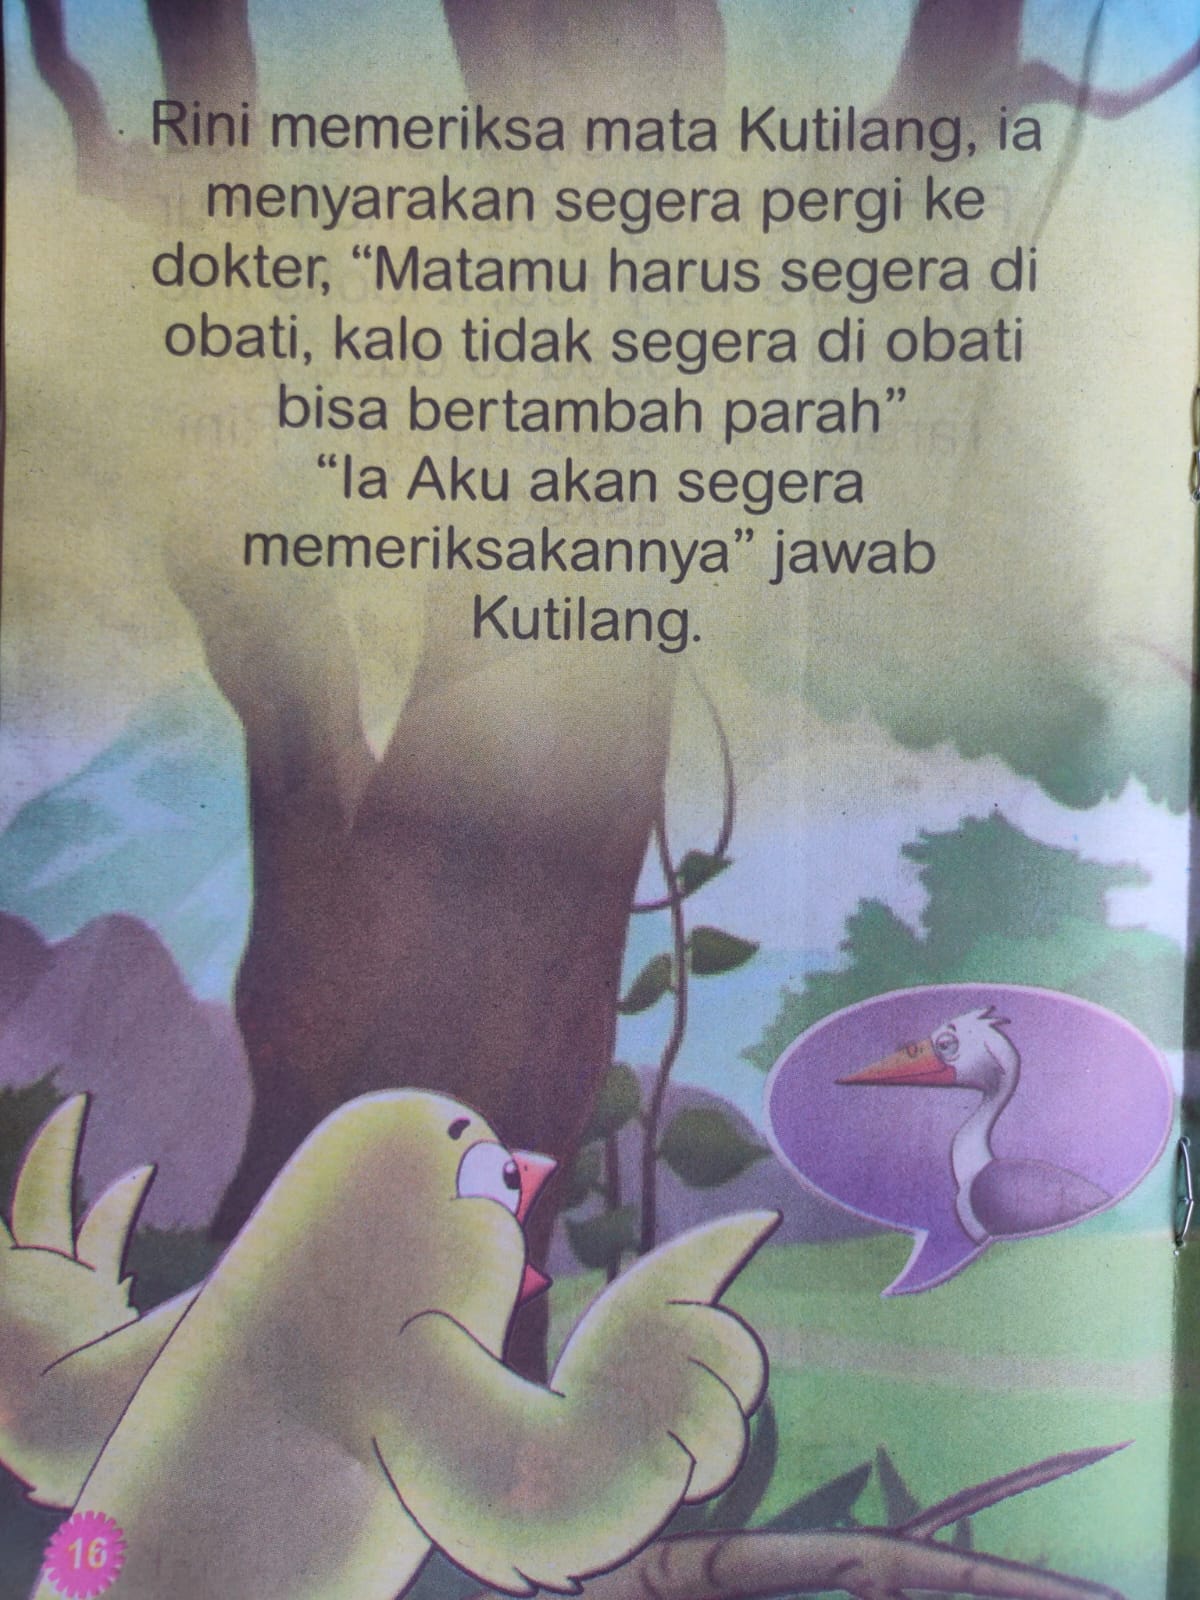 Rini memeriksa mata Kutilang, ia
menyarakan segera pergi ke
dokter, “Matamu harus segera di
obati, kalo tidak segera di obati
bisa bertambah parah”
“Ia Aku akan segera
memeriksakannya” jawab
Kutilang.
16